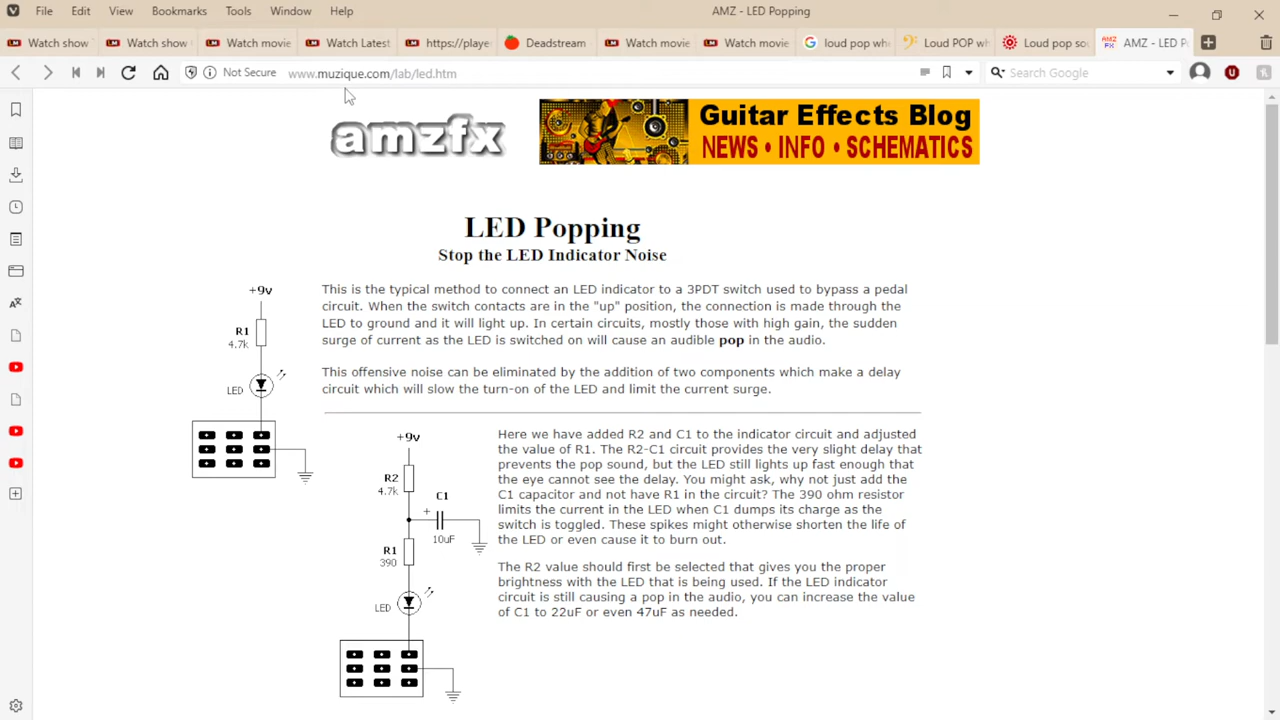 File Edit View Bookmarks Tools Window Help
AMZ - LED Popping
Watch show Watch show Watch movie Watch Latest https://playe Deadstream Watch movie Watch movie loud pop wh Loud POP wh Loud pop sou AMZ - LED P
Not Secure www.muzique.com/lab/led.htm Search Google
amzfx
Guitar Effects Blog
NEWS • INFO • SCHEMATICS
LED Popping
Stop the LED Indicator Noise
+9v
R1
4.7k
LED
This is the typical method to connect an LED indicator to a 3PDT switch used to bypass a pedal
circuit. When the switch contacts are in the "up" position, the connection is made through the
LED to ground and it will light up. In certain circuits, mostly those with high gain, the sudden
surge of current as the LED is switched on will cause an audible pop in the audio.
This offensive noise can be eliminated by the addition of two components which make a delay
circuit which will slow the turn-on of the LED and limit the current surge.
+9v
R2
4.7k
C1
+
10uF
R1
390
LED
Here we have added R2 and C1 to the indicator circuit and adjusted
the value of R1. The R2-C1 circuit provides the very slight delay that
prevents the pop sound, but the LED still lights up fast enough that
the eye cannot see the delay. You might ask, why not just add the
C1 capacitor and not have R1 in the circuit? The 390 ohm resistor
limits the current in the LED when C1 dumps its charge as the
switch is toggled. These spikes might otherwise shorten the life of
the LED or even cause it to burn out.
The R2 value should first be selected that gives you the proper
brightness with the LED that is being used. If the LED indicator
circuit is still causing a pop in the audio, you can increase the value
of C1 to 22uF or even 47uF as needed.